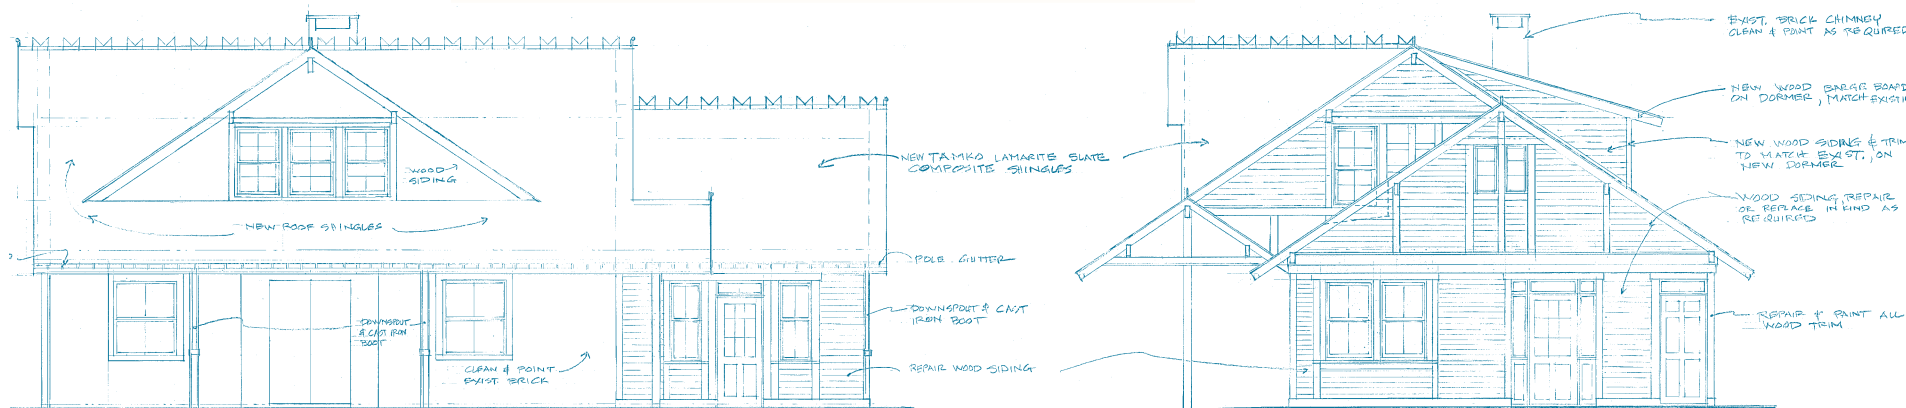 WOOD
SIDING
NEW ROOF SHINGLES
DOWNSPOUT
& CAST IRON
BOOT
CLEAN & POINT
EXIST. BRICK
NEW TAMKO LAMARITE SLATE
COMPOSITE SHINGLES
POLE GUTTER
DOWNSPOUT & CAST
IRON BOOT
REPAIR WOOD SIDING
EXIST. BRICK CHIMNEY
CLEAN & POINT AS REQUIRED
NEW WOOD BARGE BOARD
ON DORMER, MATCH EXISTI
NEW WOOD SIDING & TRIM
TO MATCH EXIST., ON
NEW DORMER
WOOD SIDING, REPAIR
OR REPLACE IN KIND AS
REQUIRED
REPAIR & PAINT ALL
WOOD TRIM